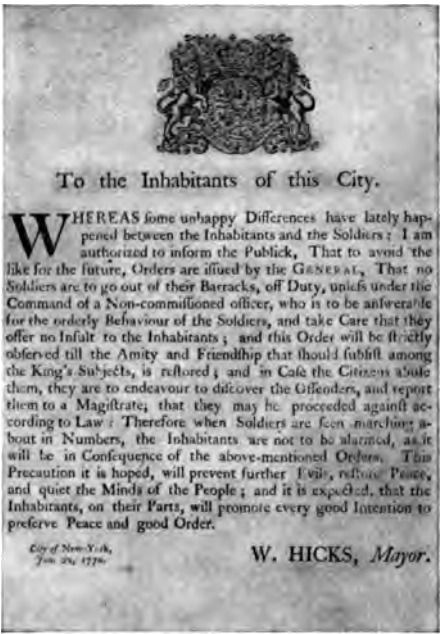 To the Inhabitants of this City.
WHEREAS ſome unhappy Differences have lately hap-
pened between the Inhabitants and the Soldiers: I am
authorized to inform the Publick, That to avoid the
like for the future, Orders are iſſued by the GENERAL, That no
Soldiers are to go out of their Barracks, off Duty, unleſs under the
Command of a Non-commiſſioned officer, who is to be anſwerable
for the orderly Behaviour of the Soldiers, and take Care that they
offer no Inſult to the Inhabitants; and this Order will be ſtrictly
obſerved till the Amity and Friendſhip that ſhould ſubſiſt among
the King's Subjects, is reſtored; and in Caſe the Citizens abuſe
them, they are to endeavour to diſcover the Offenders, and report
them to a Magiſtrate; that they may be proceeded againſt ac-
cording to Law: Therefore when Soldiers are ſeen marching a-
bout in Numbers, the Inhabitants are not to be alarmed, as it
will be in Conſequence of the above-mentioned Orders. This
Precaution it is hoped, will prevent further Evils, reſtore Peace,
and quiet the Minds of the People; and it is expected, that the
Inhabitants, on their Parts, will promote every good Intention to
preſerve Peace and good Order.
City of New-York,
Jan. 22, 1770.
W. HICKS, Mayor.